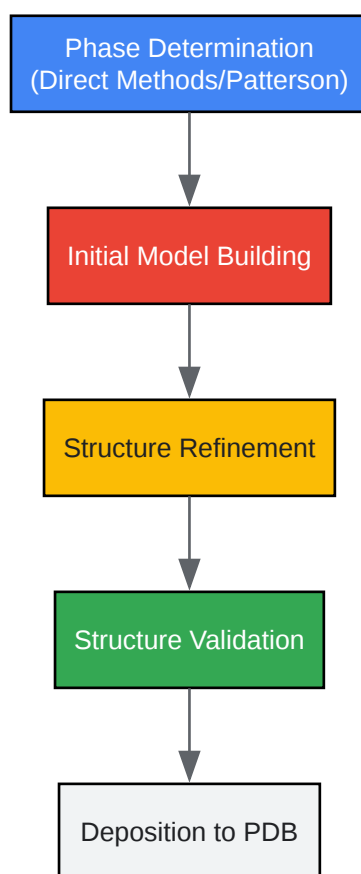 Phase Determination
(Direct Methods/Patterson)
Initial Model Building
Structure Refinement
Structure Validation
Deposition to PDB